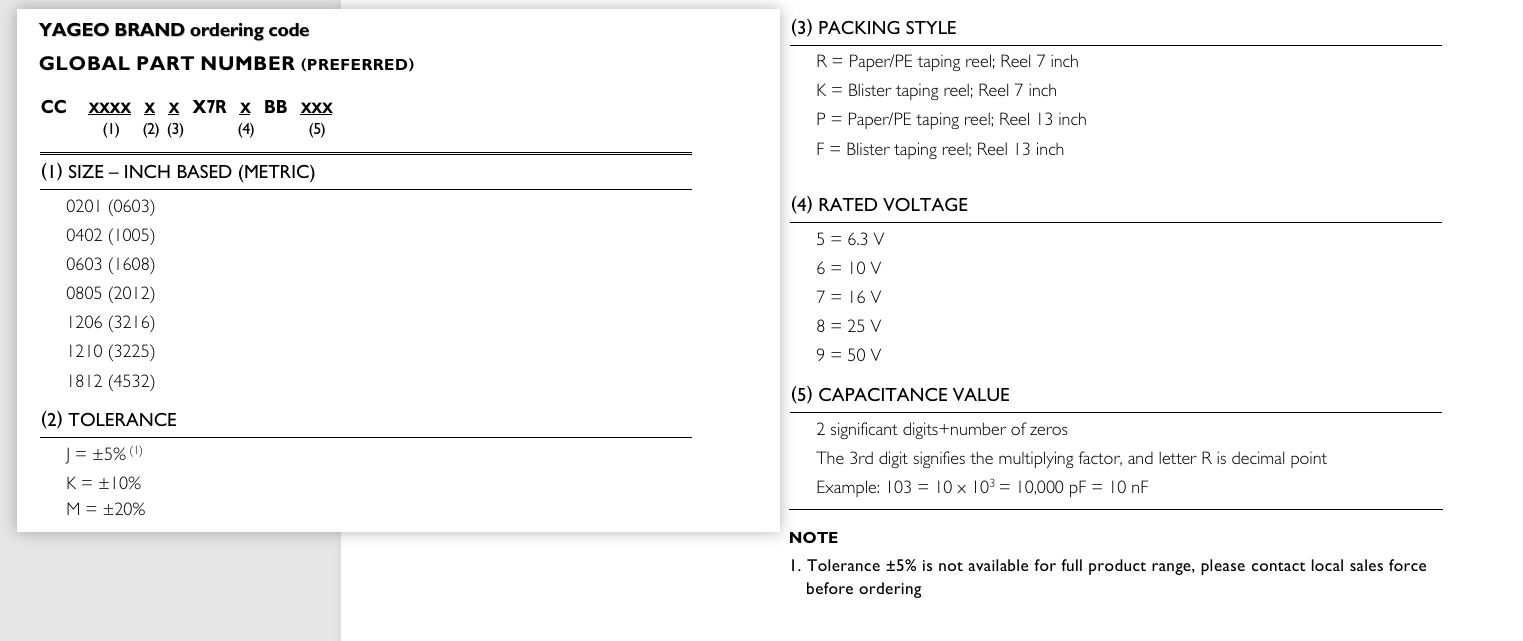 YAGEO BRAND ordering code
GLOBAL PART NUMBER (PREFERRED)
CC xxxx x x X7R x BB xxx
(1) (2) (3) (4) (5)
(1) SIZE – INCH BASED (METRIC)
0201 (0603)
0402 (1005)
0603 (1608)
0805 (2012)
1206 (3216)
1210 (3225)
1812 (4532)
(2) TOLERANCE
J = ±5% (1)
K = ±10%
M = ±20%
(3) PACKING STYLE
R = Paper/PE taping reel; Reel 7 inch
K = Blister taping reel; Reel 7 inch
P = Paper/PE taping reel; Reel 13 inch
F = Blister taping reel; Reel 13 inch
(4) RATED VOLTAGE
5 = 6.3 V
6 = 10 V
7 = 16 V
8 = 25 V
9 = 50 V
(5) CAPACITANCE VALUE
2 significant digits+number of zeros
The 3rd digit signifies the multiplying factor, and letter R is decimal point
Example: 103 = 10 x 10³ = 10,000 pF = 10 nF
NOTE
1. Tolerance ±5% is not available for full product range, please contact local sales force
before ordering